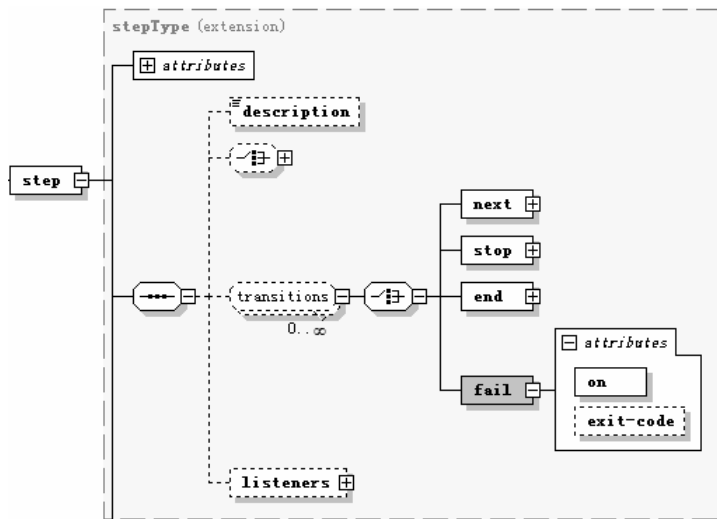 stepType (extension)
attributes
description
step
next
stop
transitions
end
0..∞
attributes
fail
on
exit-code
listeners